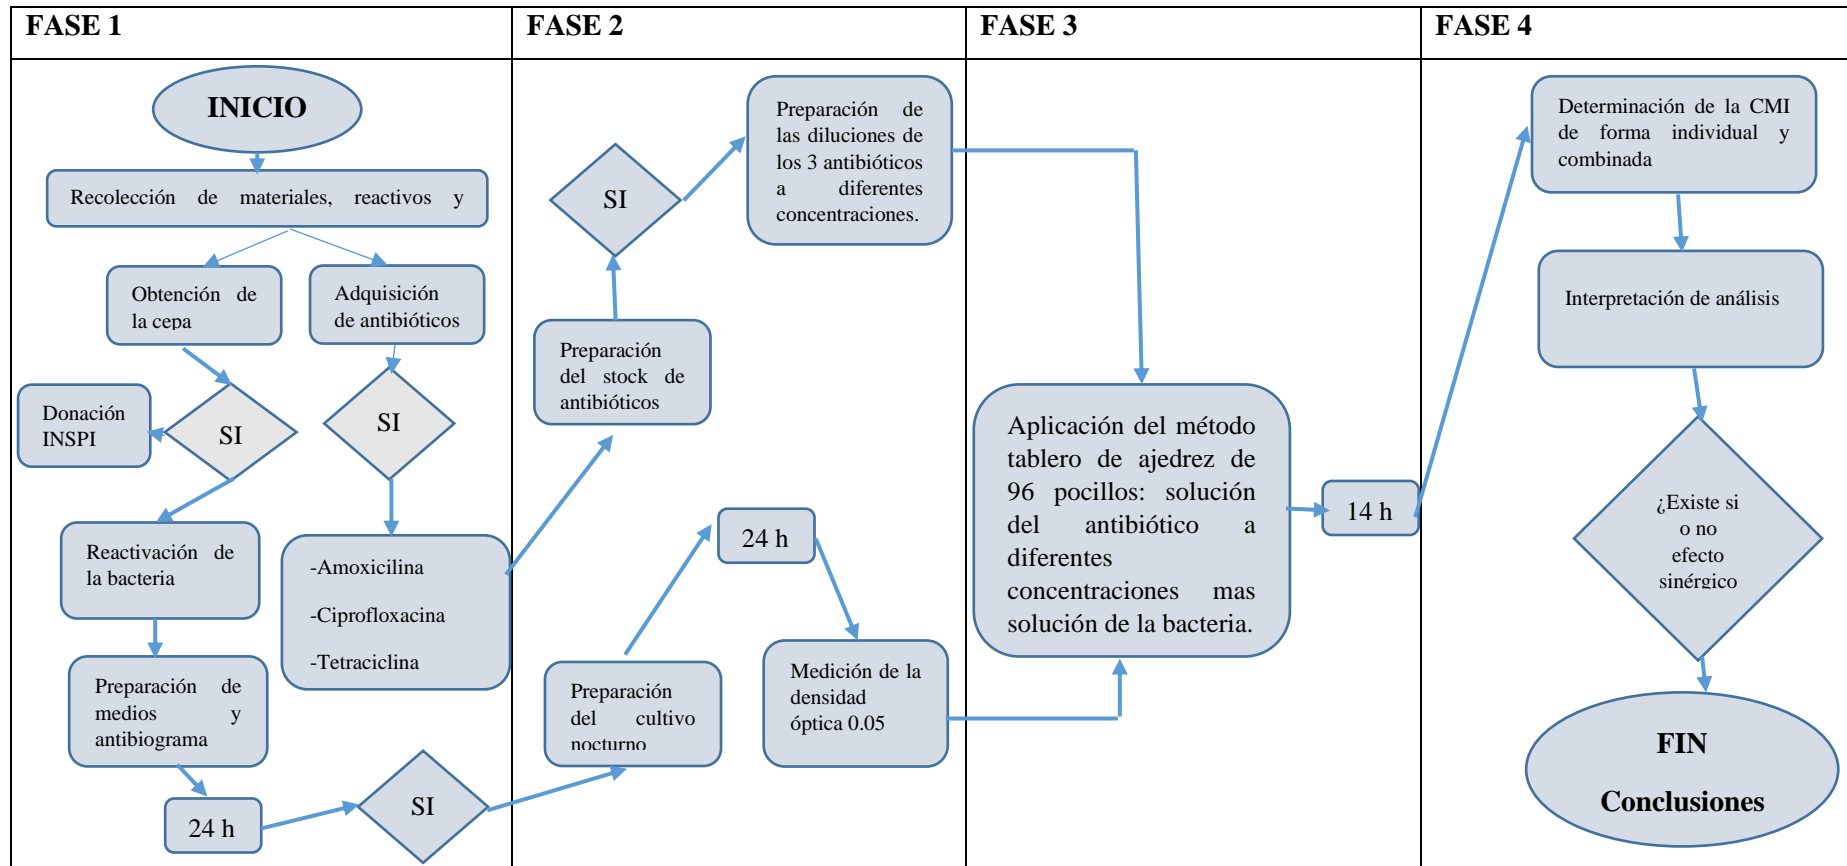 FASE 1
FASE 2
FASE 3
FASE 4
INICIO
Recolección de materiales, reactivos y
Obtención de
la cepa
Adquisición
de antibióticos
Donación
INSPI
SI
SI
Reactivación de
la bacteria
-Amoxicilina
-Ciprofloxacina
-Tetraciclina
Preparación de
medios y
antibiograma
24 h
SI
Preparación de
las diluciones de
los 3 antibióticos
a diferentes
concentraciones.
SI
Preparación
del stock de
antibióticos
24 h
Preparación
del cultivo
nocturno
Medición de la
densidad
óptica 0.05
Aplicación del método
tablero de ajedrez de
96 pocillos: solución
del antibiótico a
diferentes
concentraciones mas
solución de la bacteria.
14 h
Determinación de la CMI
de forma individual y
combinada
Interpretación de análisis
¿Existe si
o no
efecto
sinérgico
FIN
Conclusiones